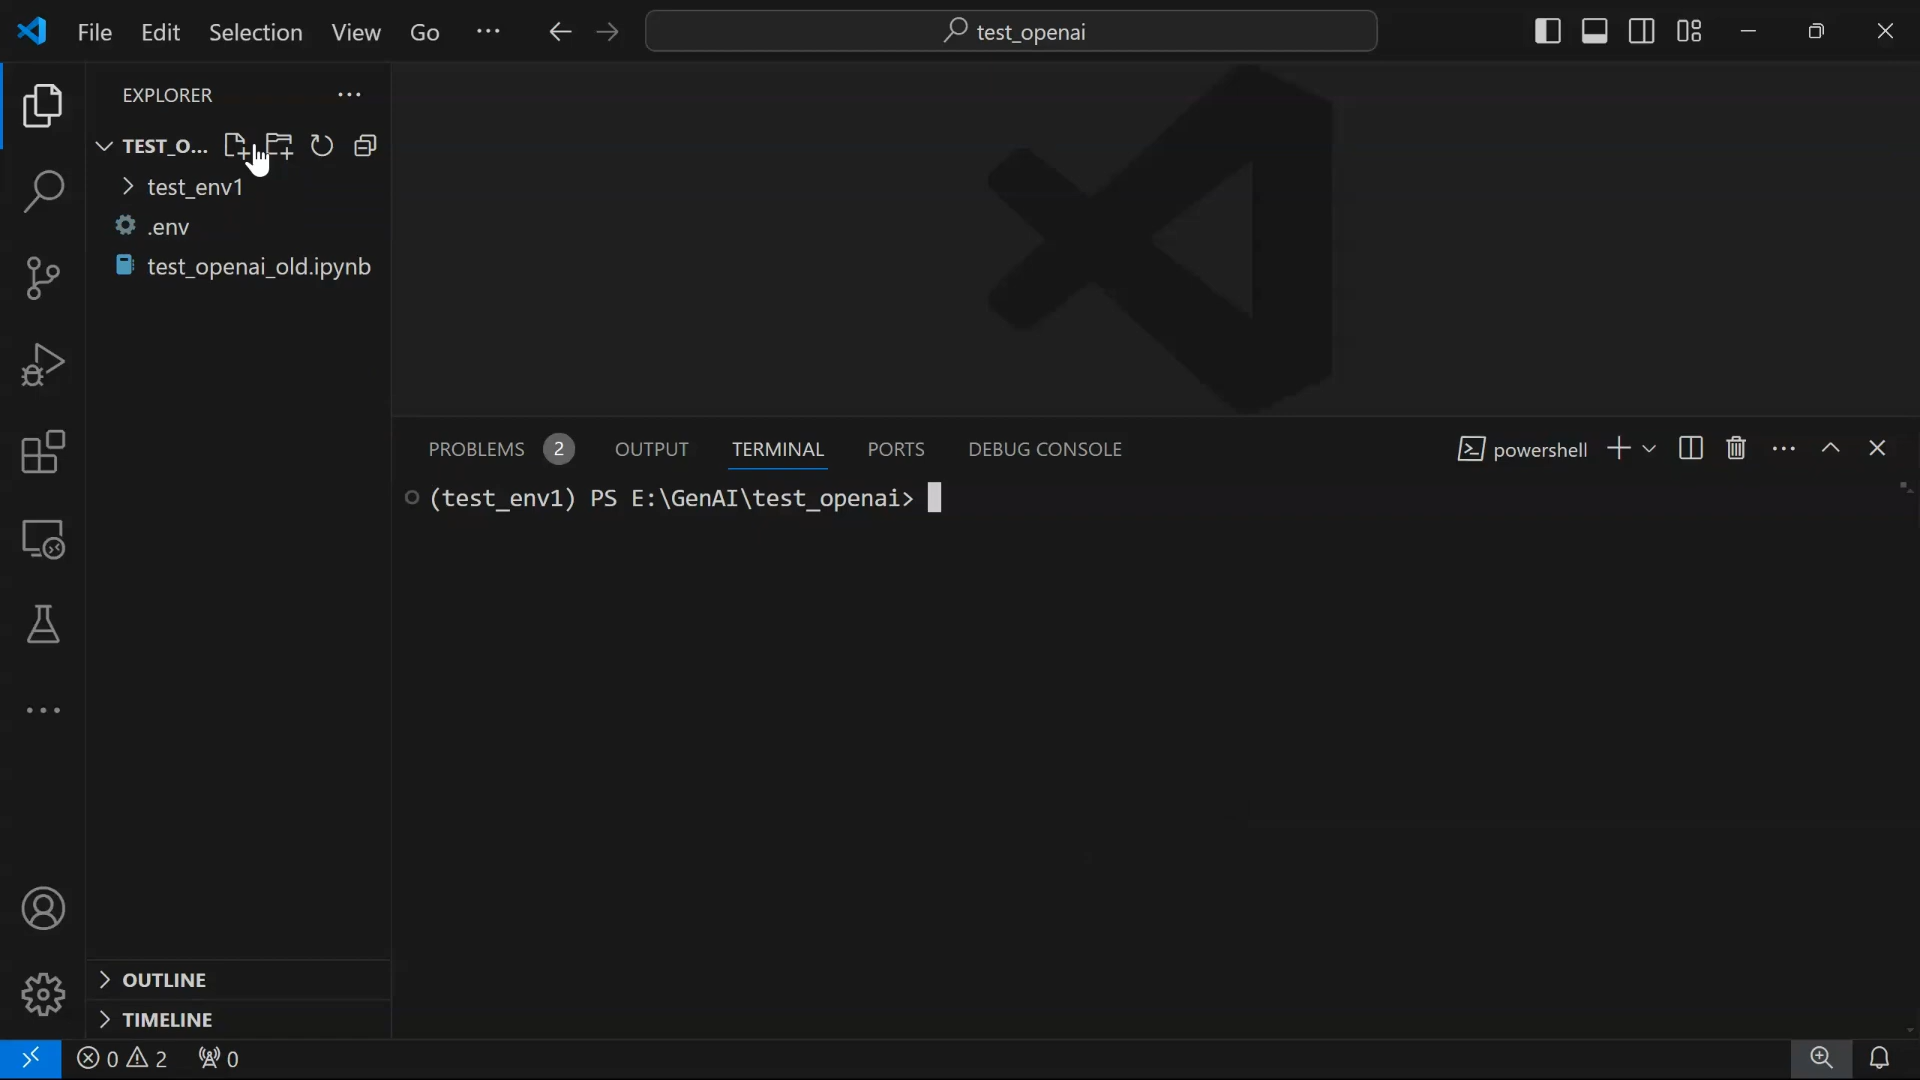 File Edit Selection View Go ··· test_openai
EXPLORER ···
TEST_O...
test_env1
.env
test_openai_old.ipynb
PROBLEMS 2 OUTPUT TERMINAL PORTS DEBUG CONSOLE powershell
(test_env1) PS E:\GenAI\test_openai>
OUTLINE
TIMELINE
0 2 0